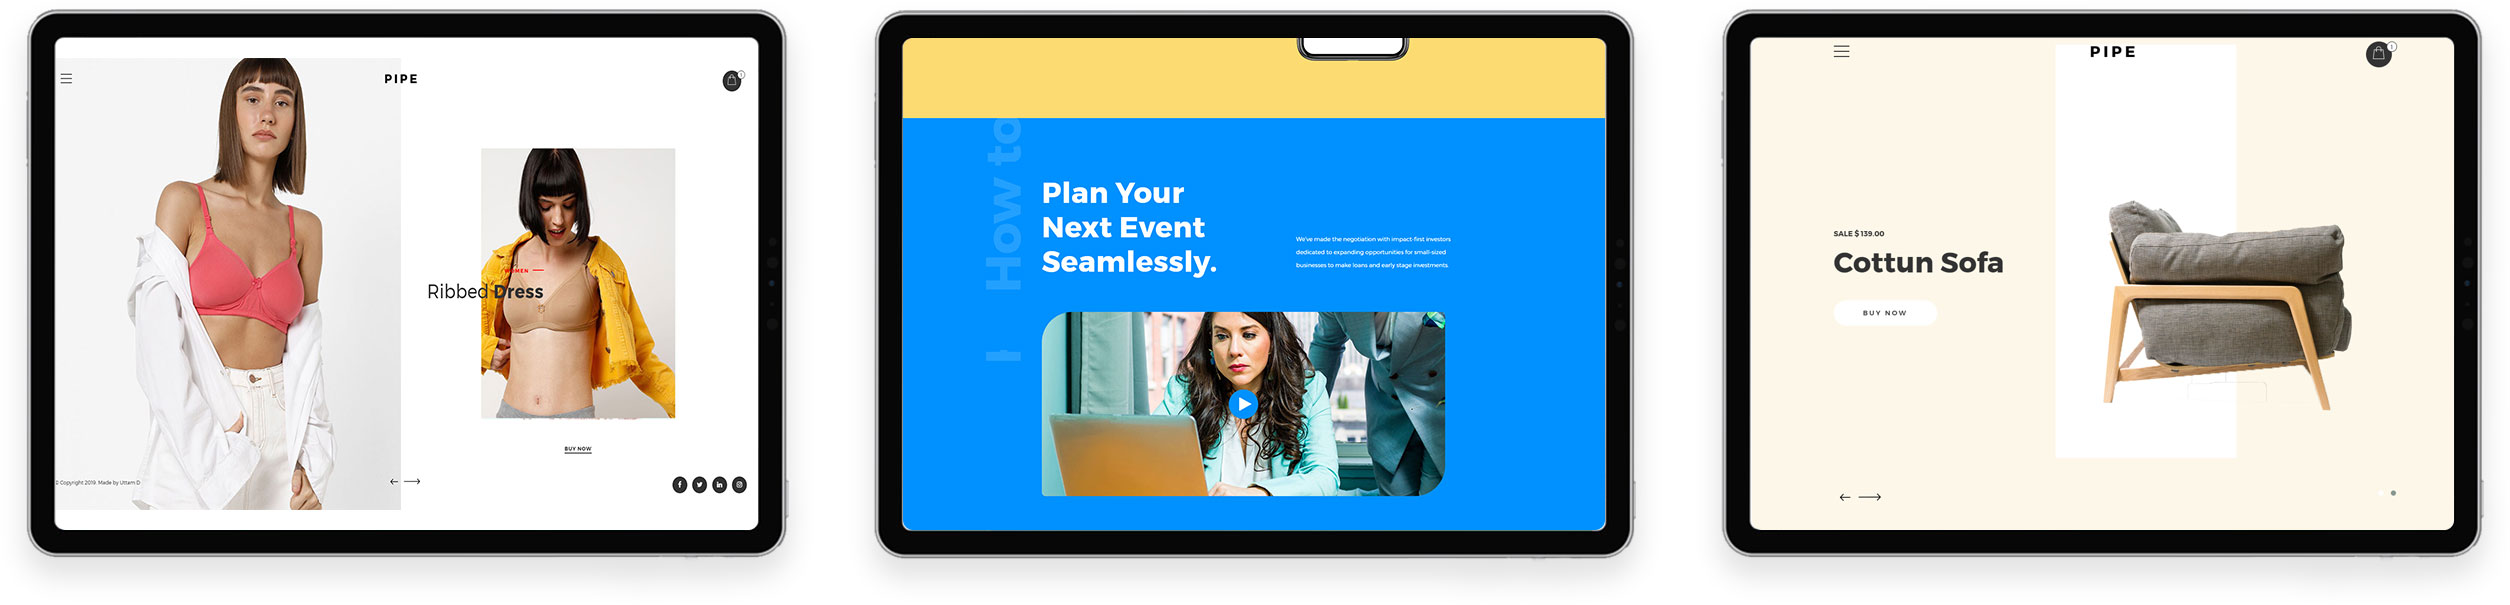 PIPE
1
WOMEN
Ribbed Dress
BUY NOW
© Copyright 2019. Made by Uttam D
How to
Plan Your
Next Event
Seamlessly.
We've made the negotiation with impact-first investors
dedicated to expanding opportunities for small-sized
businesses to make loans and early stage investments.
PIPE
1
SALE $ 139.00
Cottun Sofa
BUY NOW